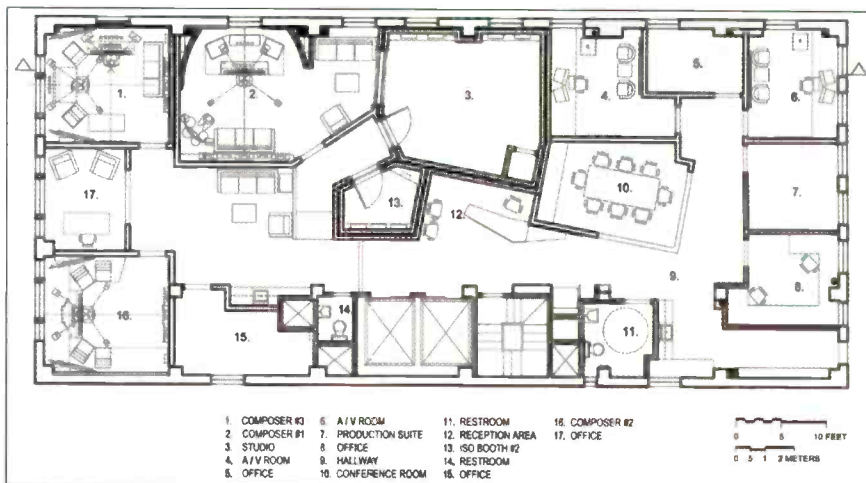 1.
2.
3.
4.
5.
6.
17.
13.
12.
10.
7.
9.
8.
16.
15.
14
11.
1. COMPOSER #3
2 COMPOSER #1
3. STUDIO
4. A / V ROOM
5. OFFICE
6. A / V ROOM
7. PRODUCTION SUITE
8. OFFICE
9. HALLWAY
10. CONFERENCE ROOM
11. RESTROOM
12. RECEPTION AREA
13. ISO BOOTH #2
14. RESTROOM
15. OFFICE
16. COMPOSER #2
17. OFFICE
0 5 10 FEET
0 .5 1 2 METERS